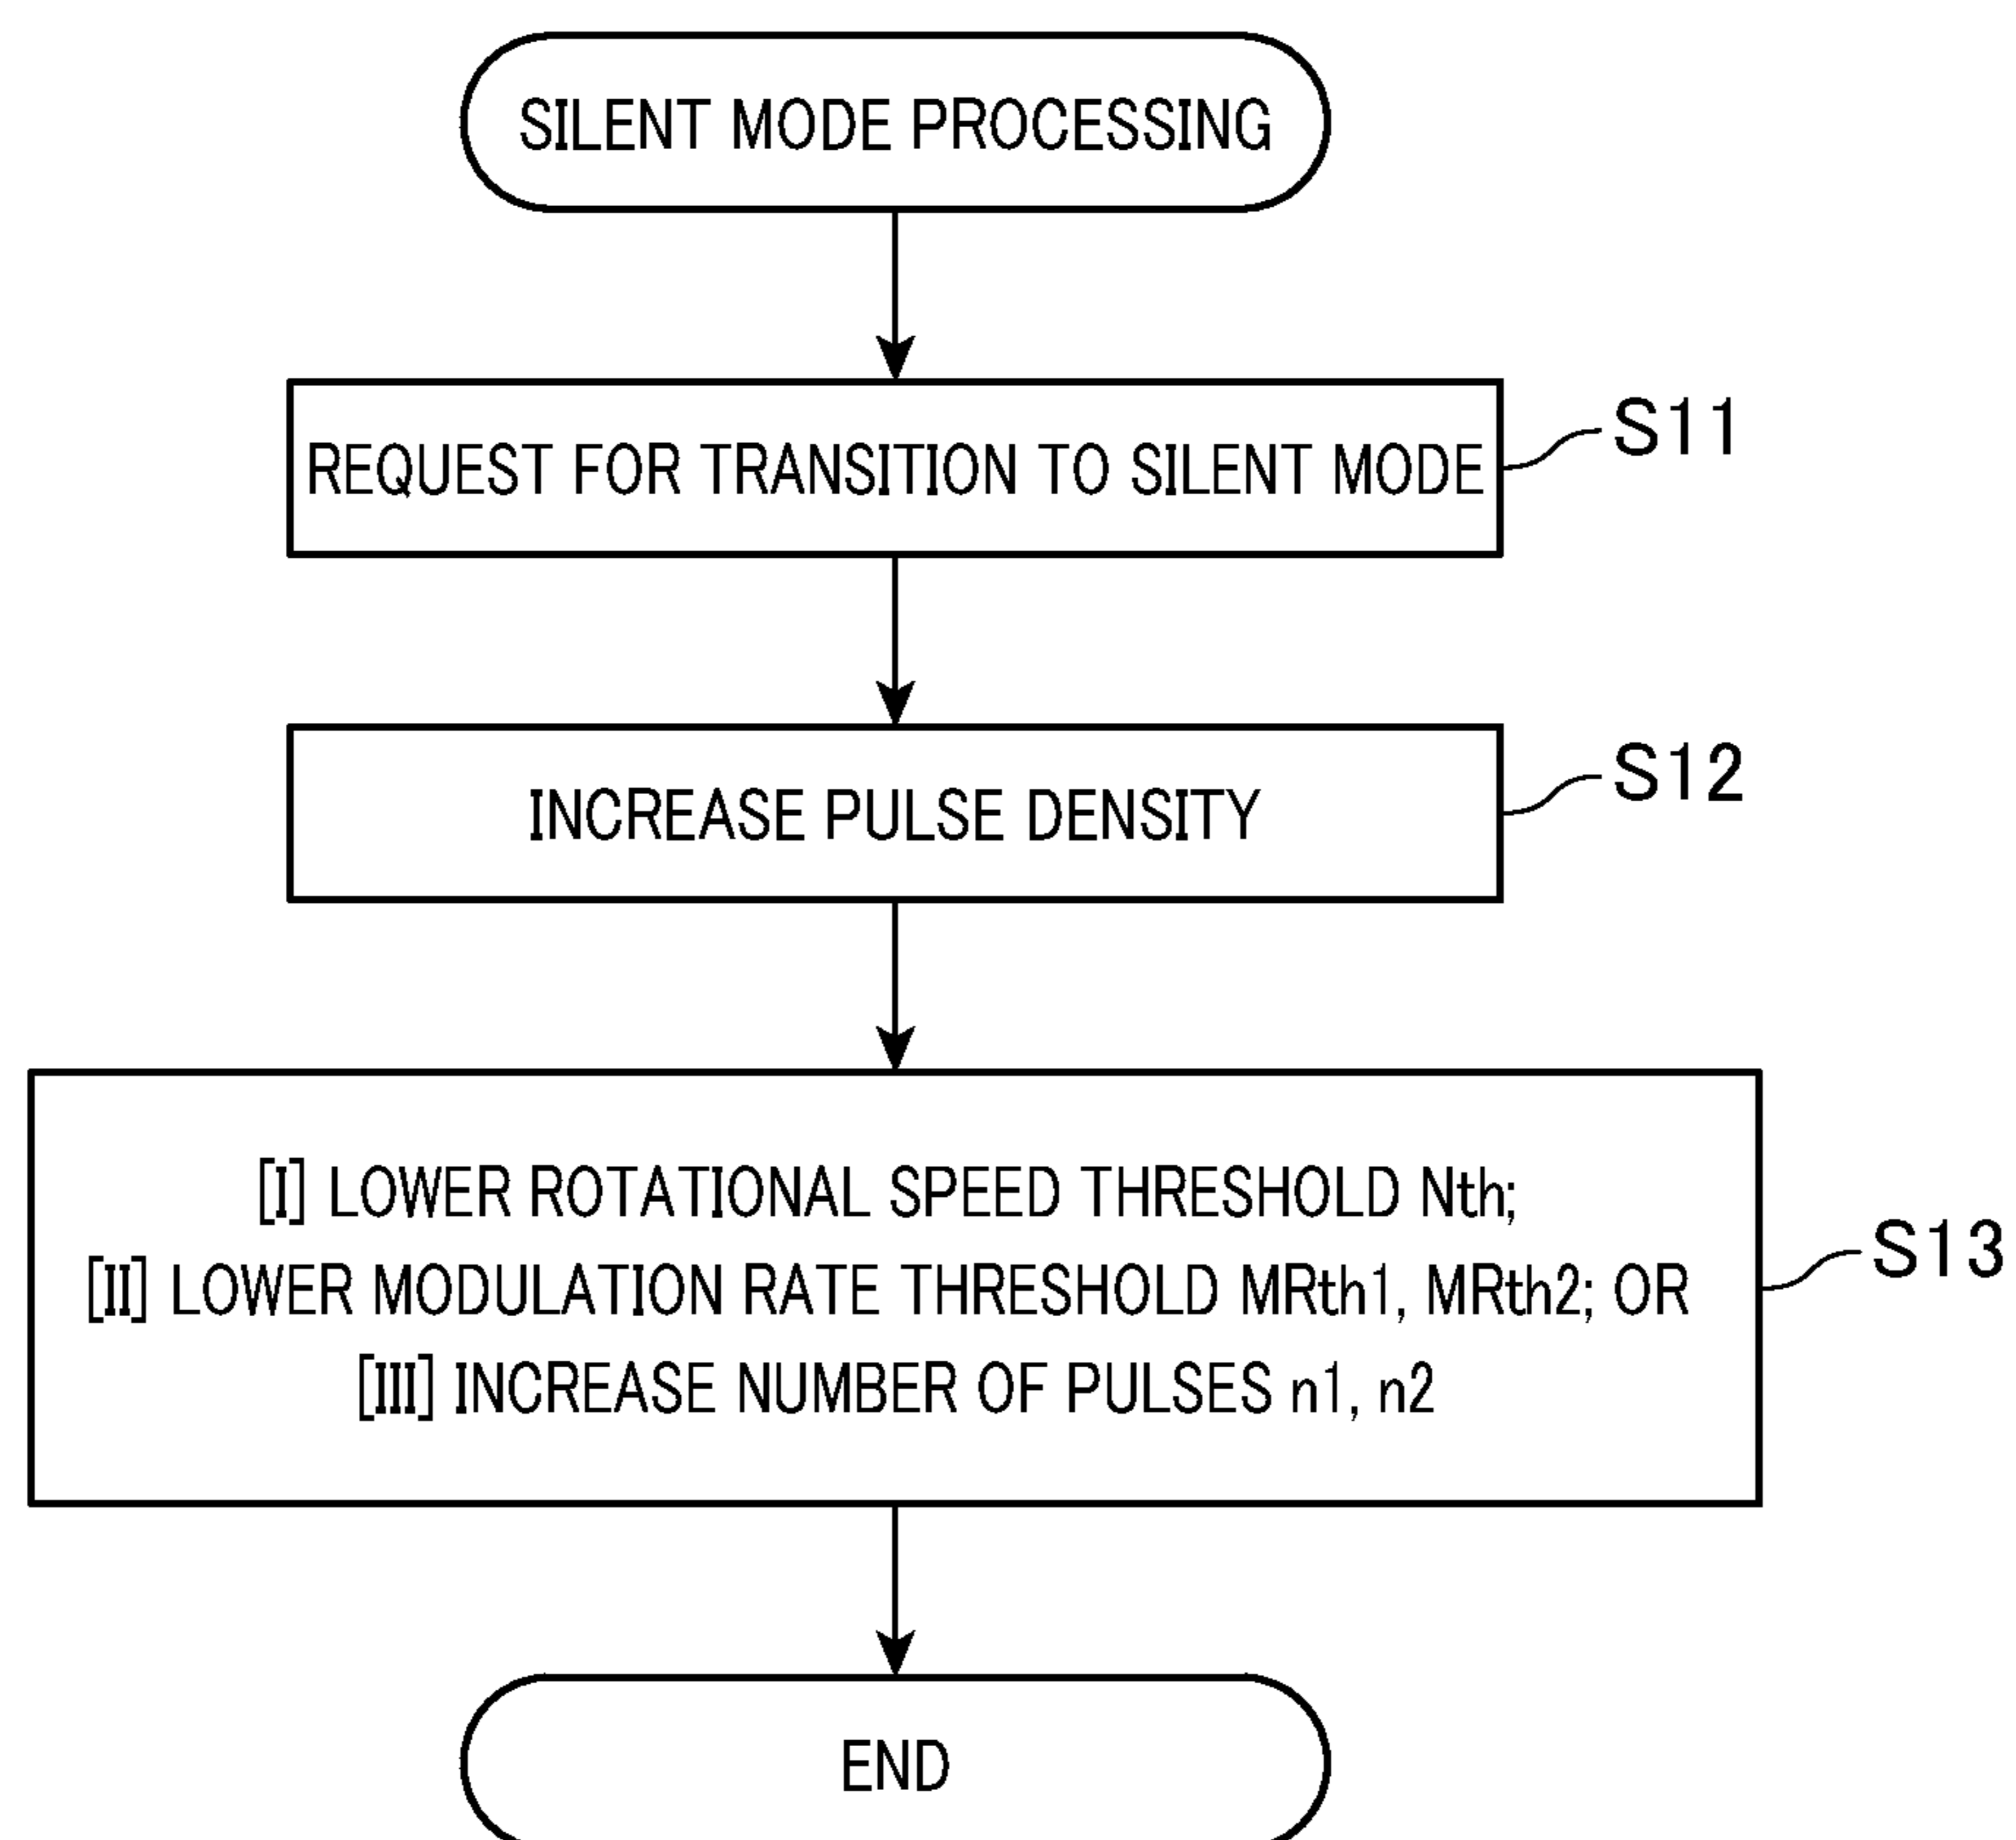 SILENT MODE PROCESSING
REQUEST FOR TRANSITION TO SILENT MODE
S11
INCREASE PULSE DENSITY
S12
[I] LOWER ROTATIONAL SPEED THRESHOLD Nth;
[II] LOWER MODULATION RATE THRESHOLD MRth1, MRth2; OR
[III] INCREASE NUMBER OF PULSES n1, n2
S13
END